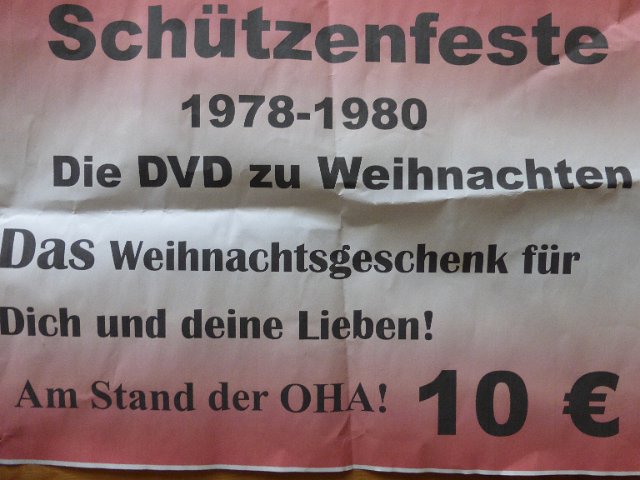 Schützenfeste
1978-1980
Die DVD zu Weihnachten
Das Weihnachtsgeschenk für
Dich und deine Lieben!
Am Stand der OHA! 10 €